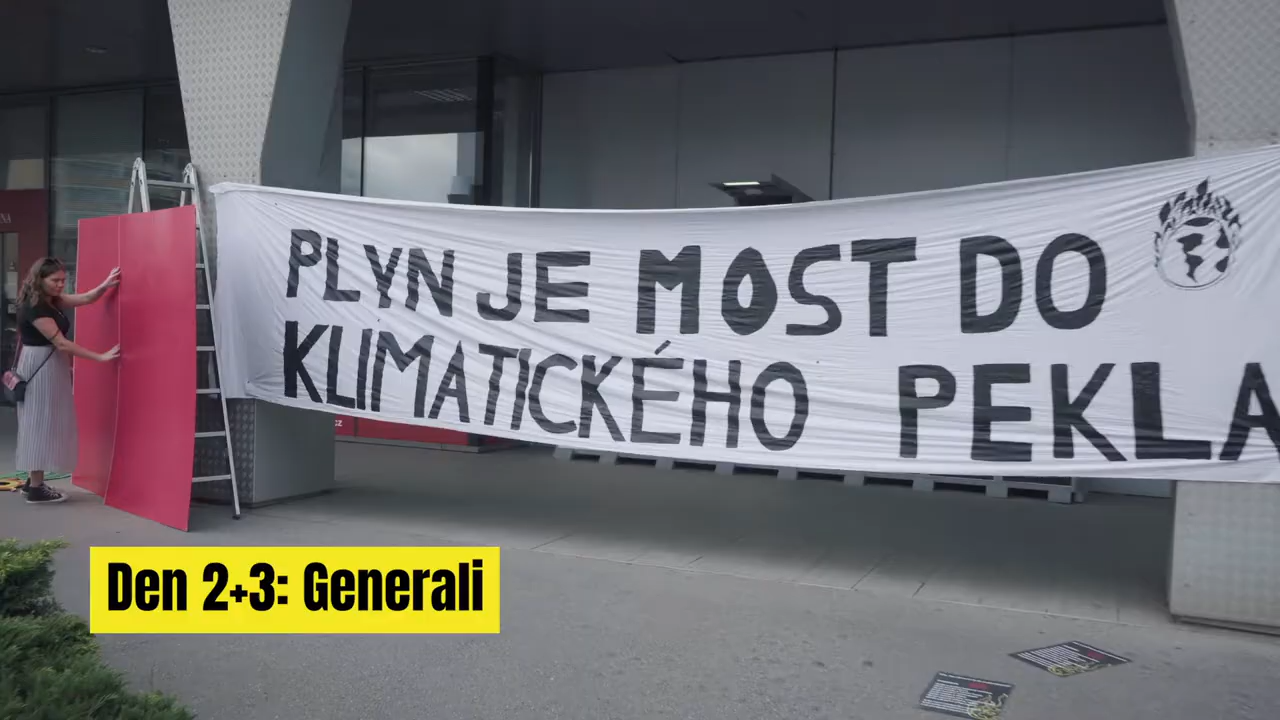 PLYN JE MOST DO
KLIMATICKÉHO PEKLA
Den 2+3: Generali